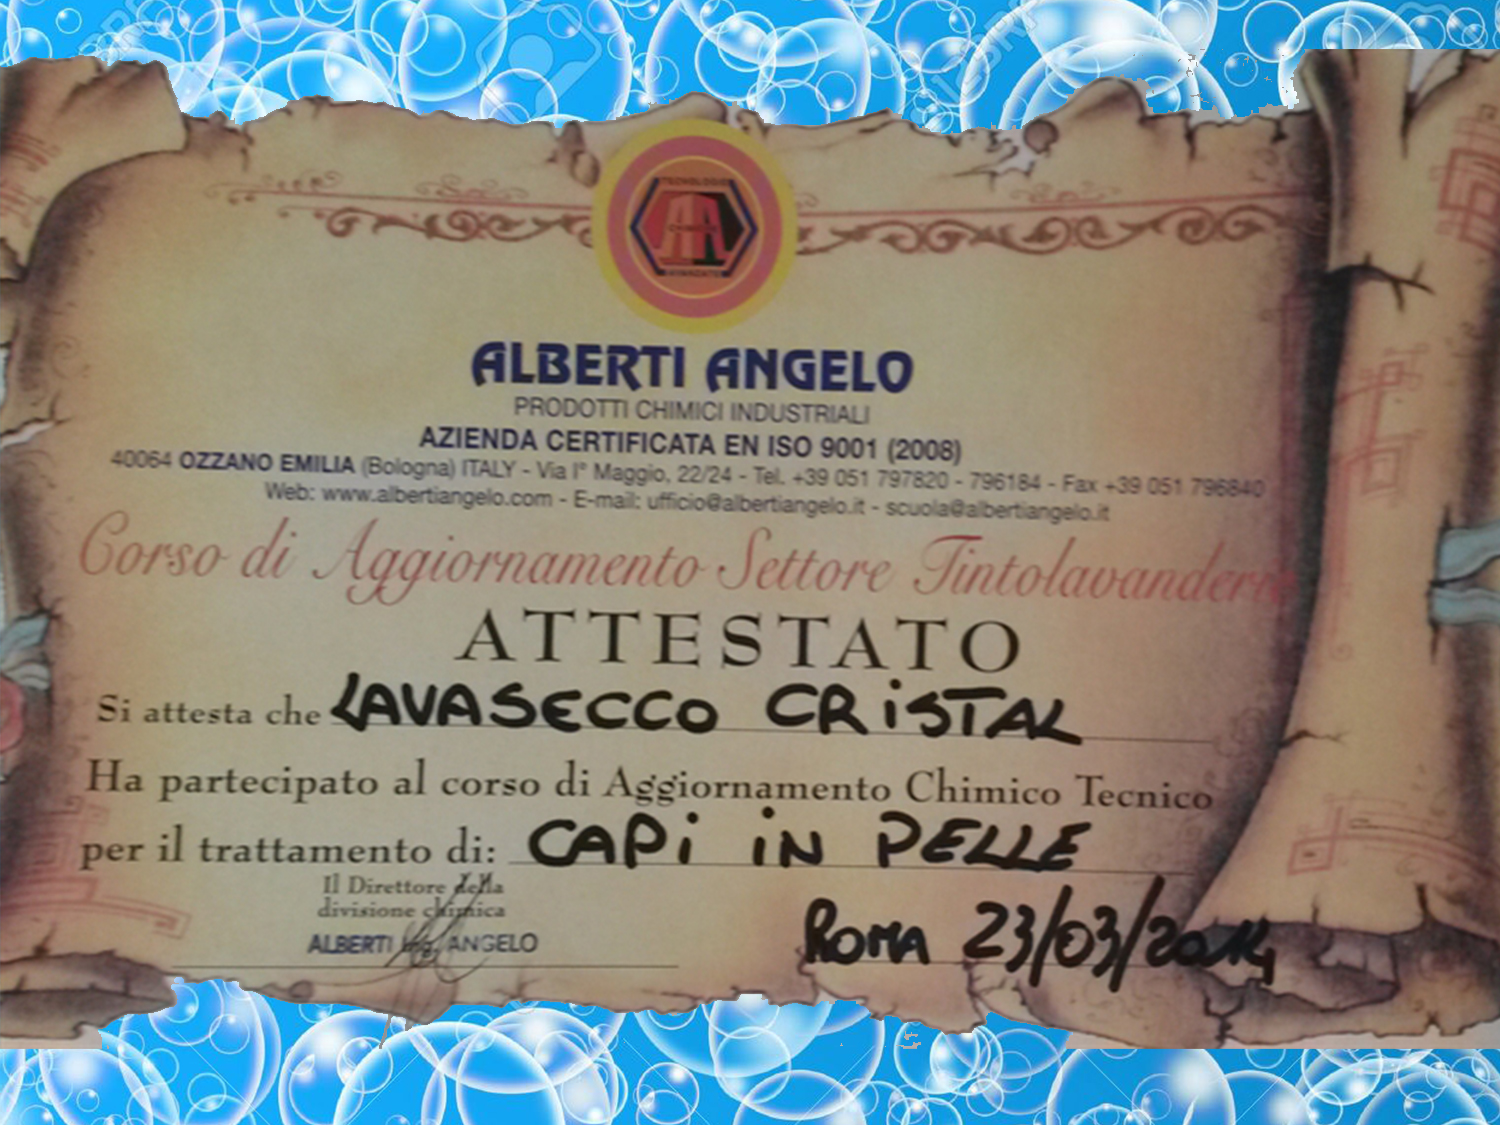 TECNOLOGIE
CHIMICHE
AVANZATE
ALBERTI ANGELO
PRODOTTI CHIMICI INDUSTRIALI
AZIENDA CERTIFICATA EN ISO 9001 (2008)
40064 OZZANO EMILIA (Bologna) ITALY - Via I° Maggio, 22/24 - Tel. +39 051 797820 - 796184 - Fax +39 051 796840
Web: www.albertiangelo.com - E-mail: ufficio@albertiangelo.it - scuola@albertiangelo.it
Corso di Aggiornamento Settore Tintolavanderia
ATTESTATO
Si attesta che LAVASECCO CRiSTAL
Ha partecipato al corso di Aggiornamento Chimico Tecnico
per il trattamento di: CAPi iN PELLE
Il Direttore della
divisione chimica
ALBERTI Ing. ANGELO
ROMA 23/03/2014